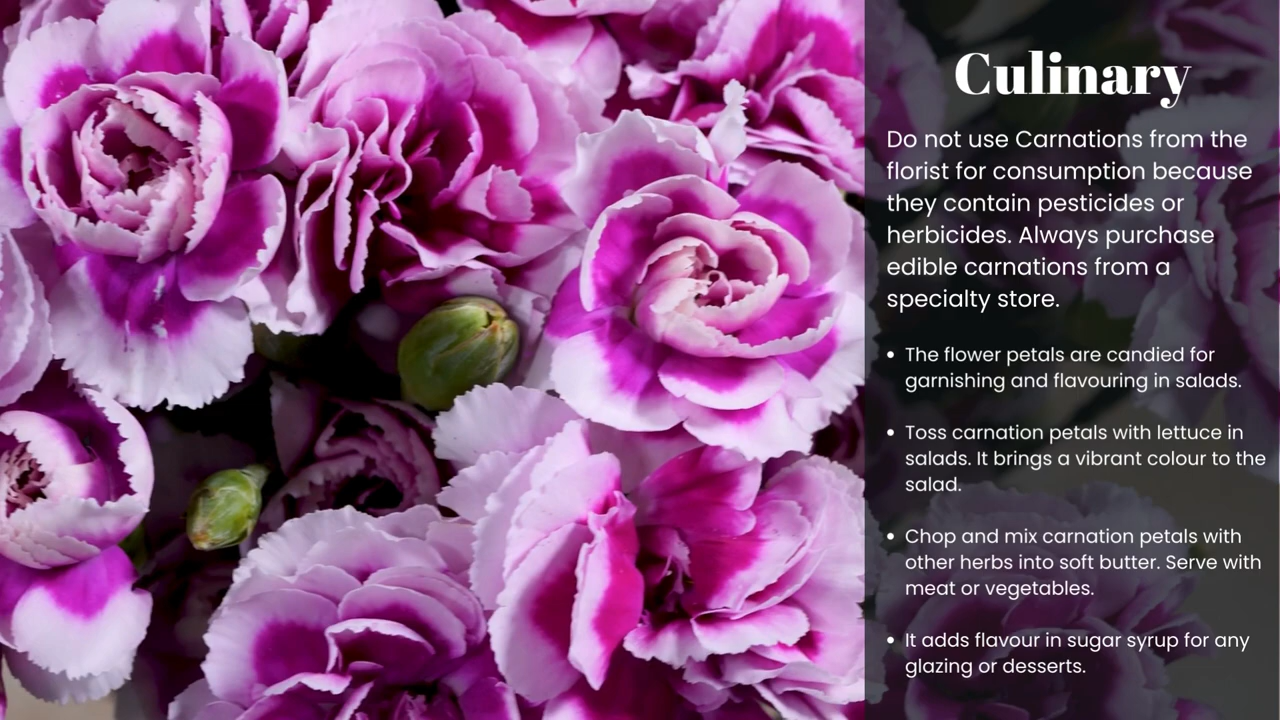 Culinary
Do not use Carnations from the
florist for consumption because
they contain pesticides or
herbicides. Always purchase
edible carnations from a
specialty store.
• The flower petals are candied for
garnishing and flavouring in salads.
• Toss carnation petals with lettuce in
salads. It brings a vibrant colour to the
salad.
• Chop and mix carnation petals with
other herbs into soft butter. Serve with
meat or vegetables.
• It adds flavour in sugar syrup for any
glazing or desserts.